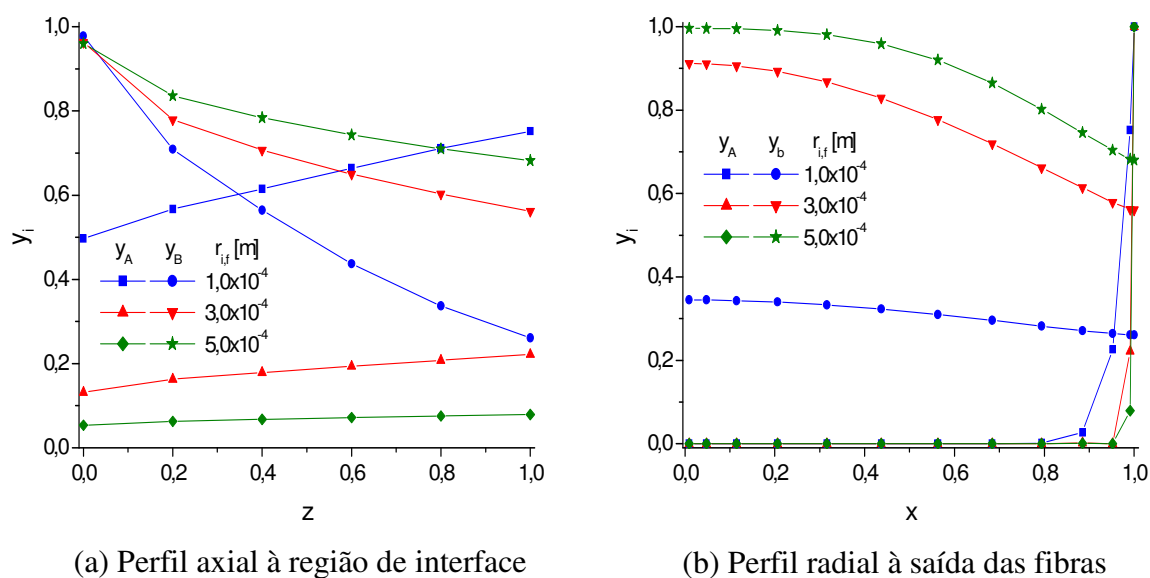 1,0
0,8
0,6
0,4
0,2
0,0
y_i
y_A y_B r_i,f [m]
1,0x10^-4
3,0x10^-4
5,0x10^-4
0,0 0,2 0,4 0,6 0,8 1,0
z
(a) Perfil axial à região de interface
1,0
0,8
0,6
0,4
0,2
0,0
y_i
y_A y_b r_i,f [m]
1,0x10^-4
3,0x10^-4
5,0x10^-4
0,0 0,2 0,4 0,6 0,8 1,0
x
(b) Perfil radial à saída das fibras